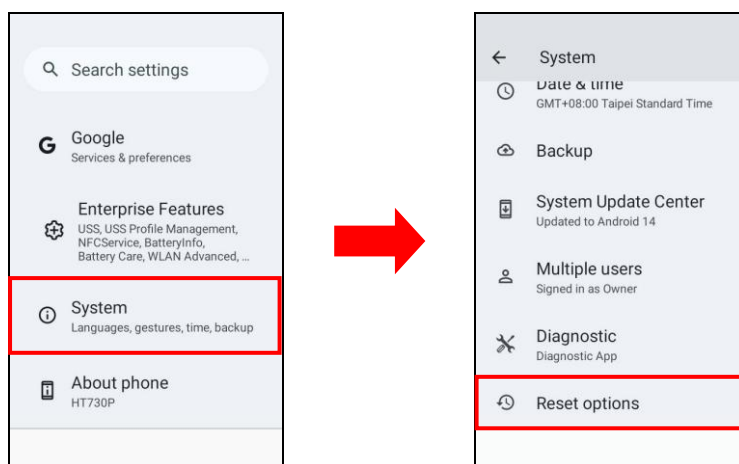 Search settings
Google
Services & preferences
Enterprise Features
USS, USS Profile Management,
NFCService, BatteryInfo,
Battery Care, WLAN Advanced, ...
System
Languages, gestures, time, backup
About phone
HT730P
System
Date & time
GMT+08:00 Taipei Standard Time
Backup
System Update Center
Updated to Android 14
Multiple users
Signed in as Owner
Diagnostic
Diagnostic App
Reset options